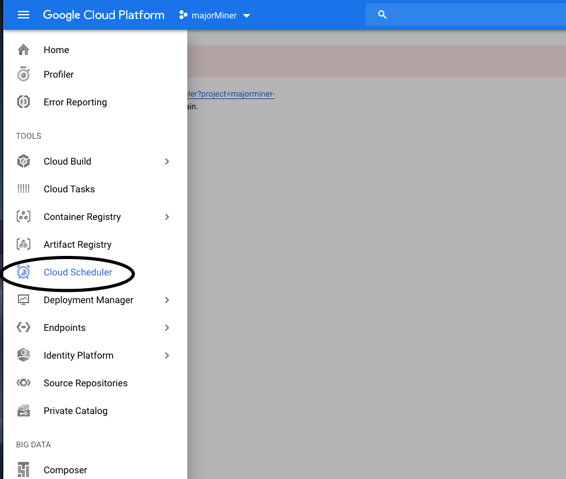 Google Cloud Platform
majorMiner
Home
Profiler
Error Reporting
TOOLS
Cloud Build
Cloud Tasks
Container Registry
Artifact Registry
Cloud Scheduler
Deployment Manager
Endpoints
Identity Platform
Source Repositories
Private Catalog
BIG DATA
Composer
ler?project=majorminer-
ain.